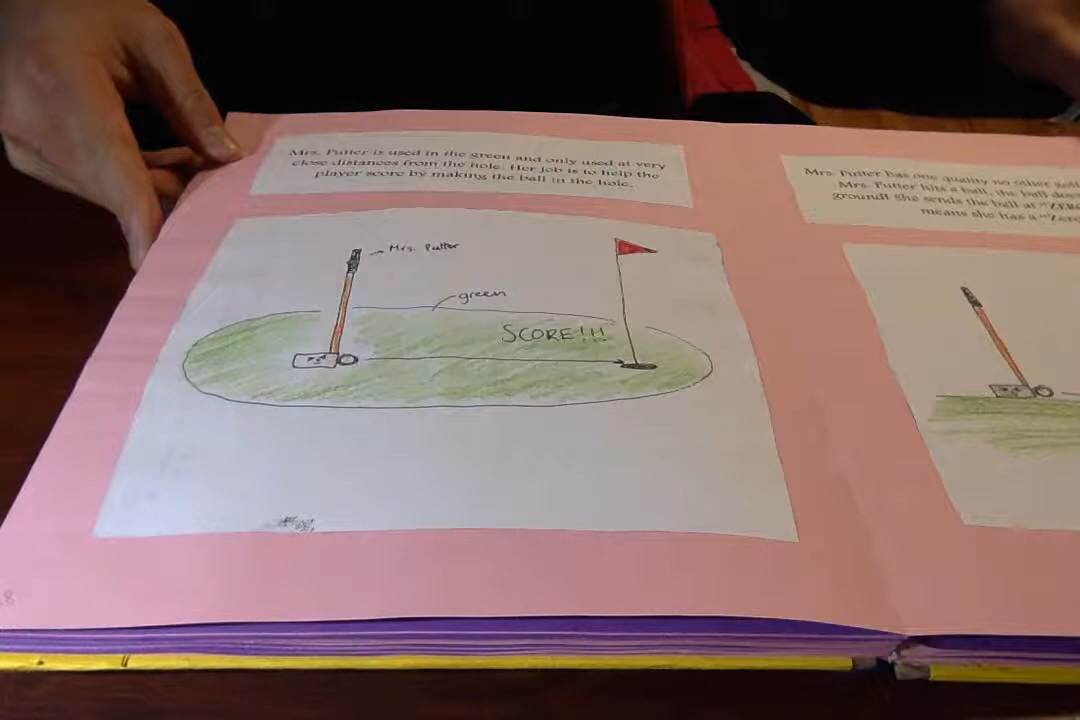 Mrs. Putter is used in the green and only used at very
close distances from the hole. Her job is to help the
player score by making the ball in the hole.
Mrs. Putter
green
SCORE!!!
Mrs. Putter has one quality no other
Mrs. Putter hits a ball, the ball
ground! She sends the ball at
means she has a